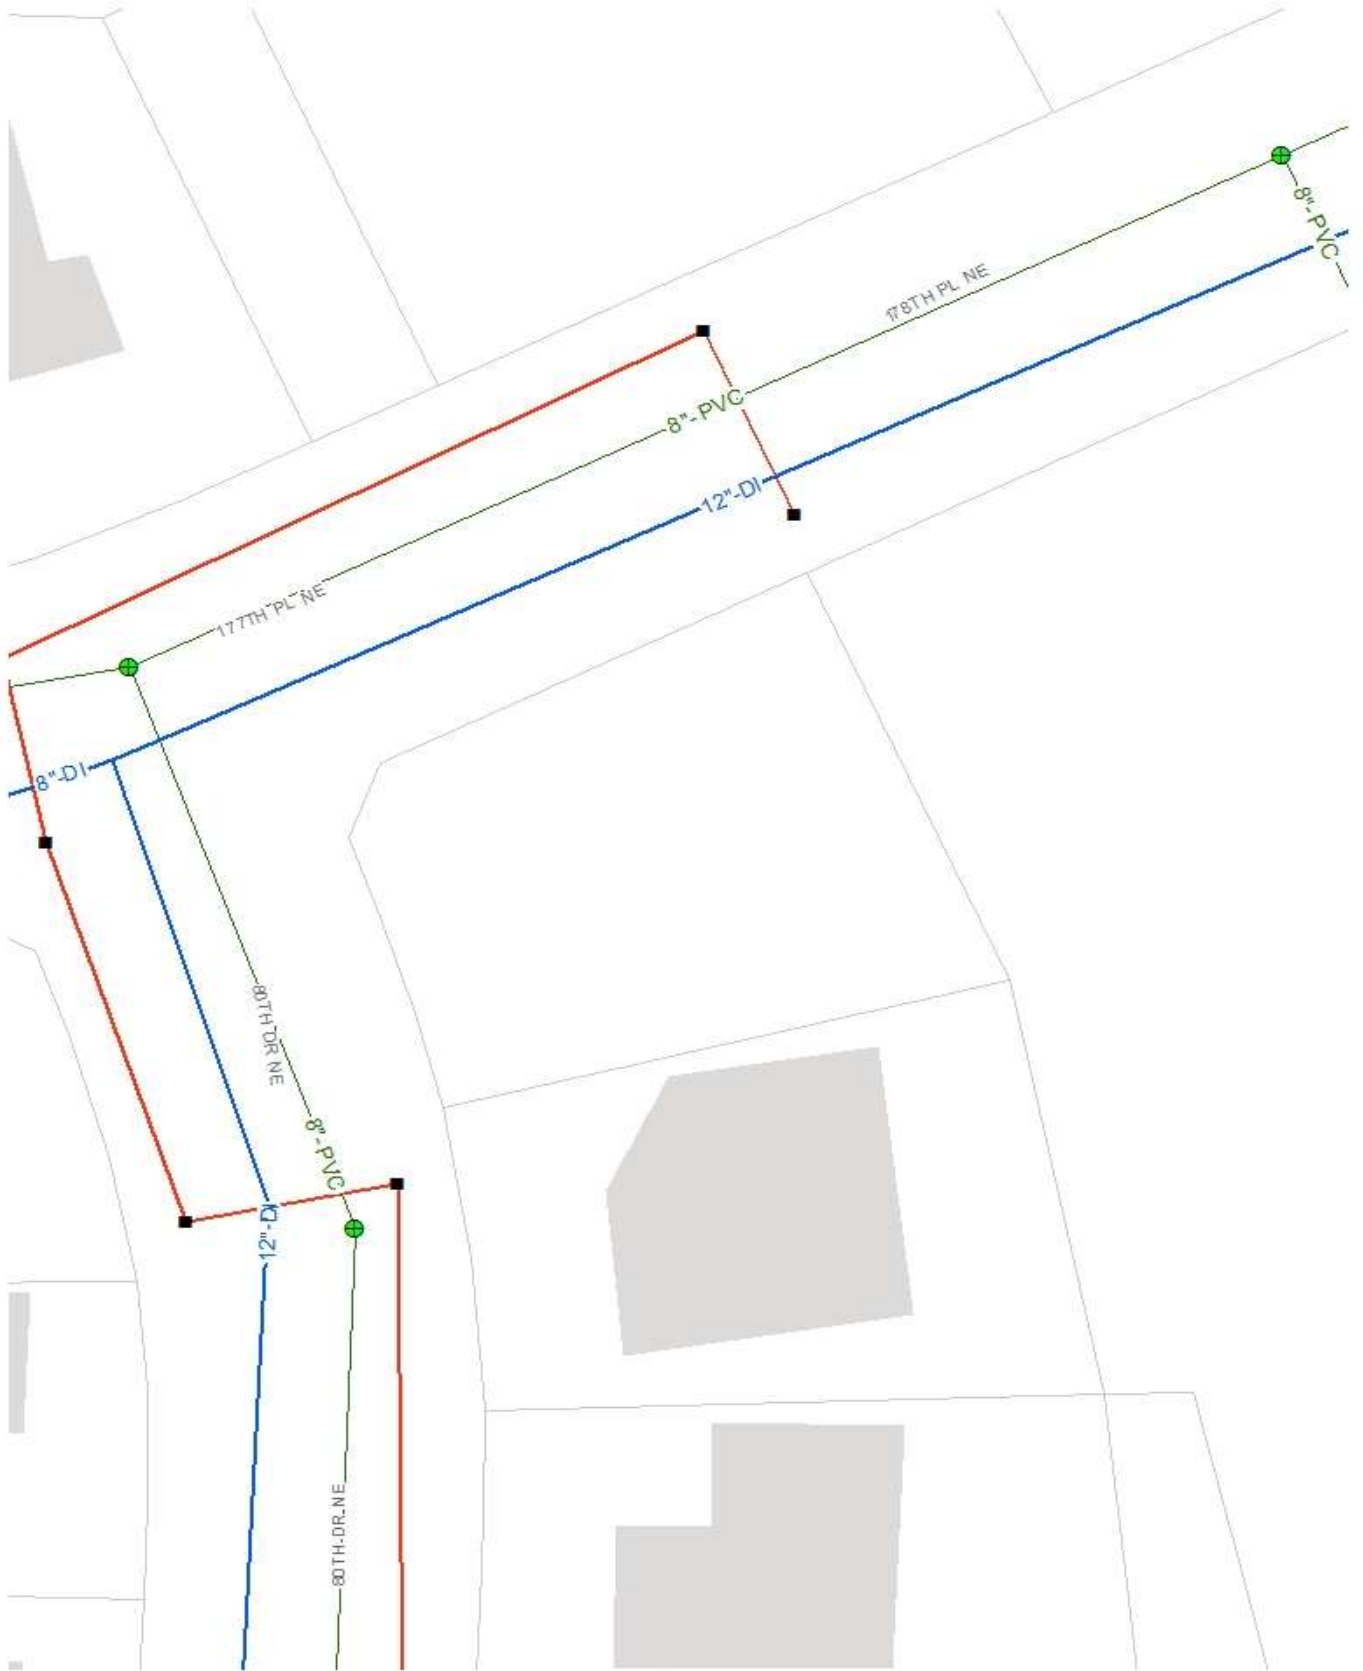 8"-PVC
178TH PL NE
8"-PVC
12"-DI
177TH PL NE
8"-DI
80TH DR NE
8"-PVC
12"-DI
80TH DR NE